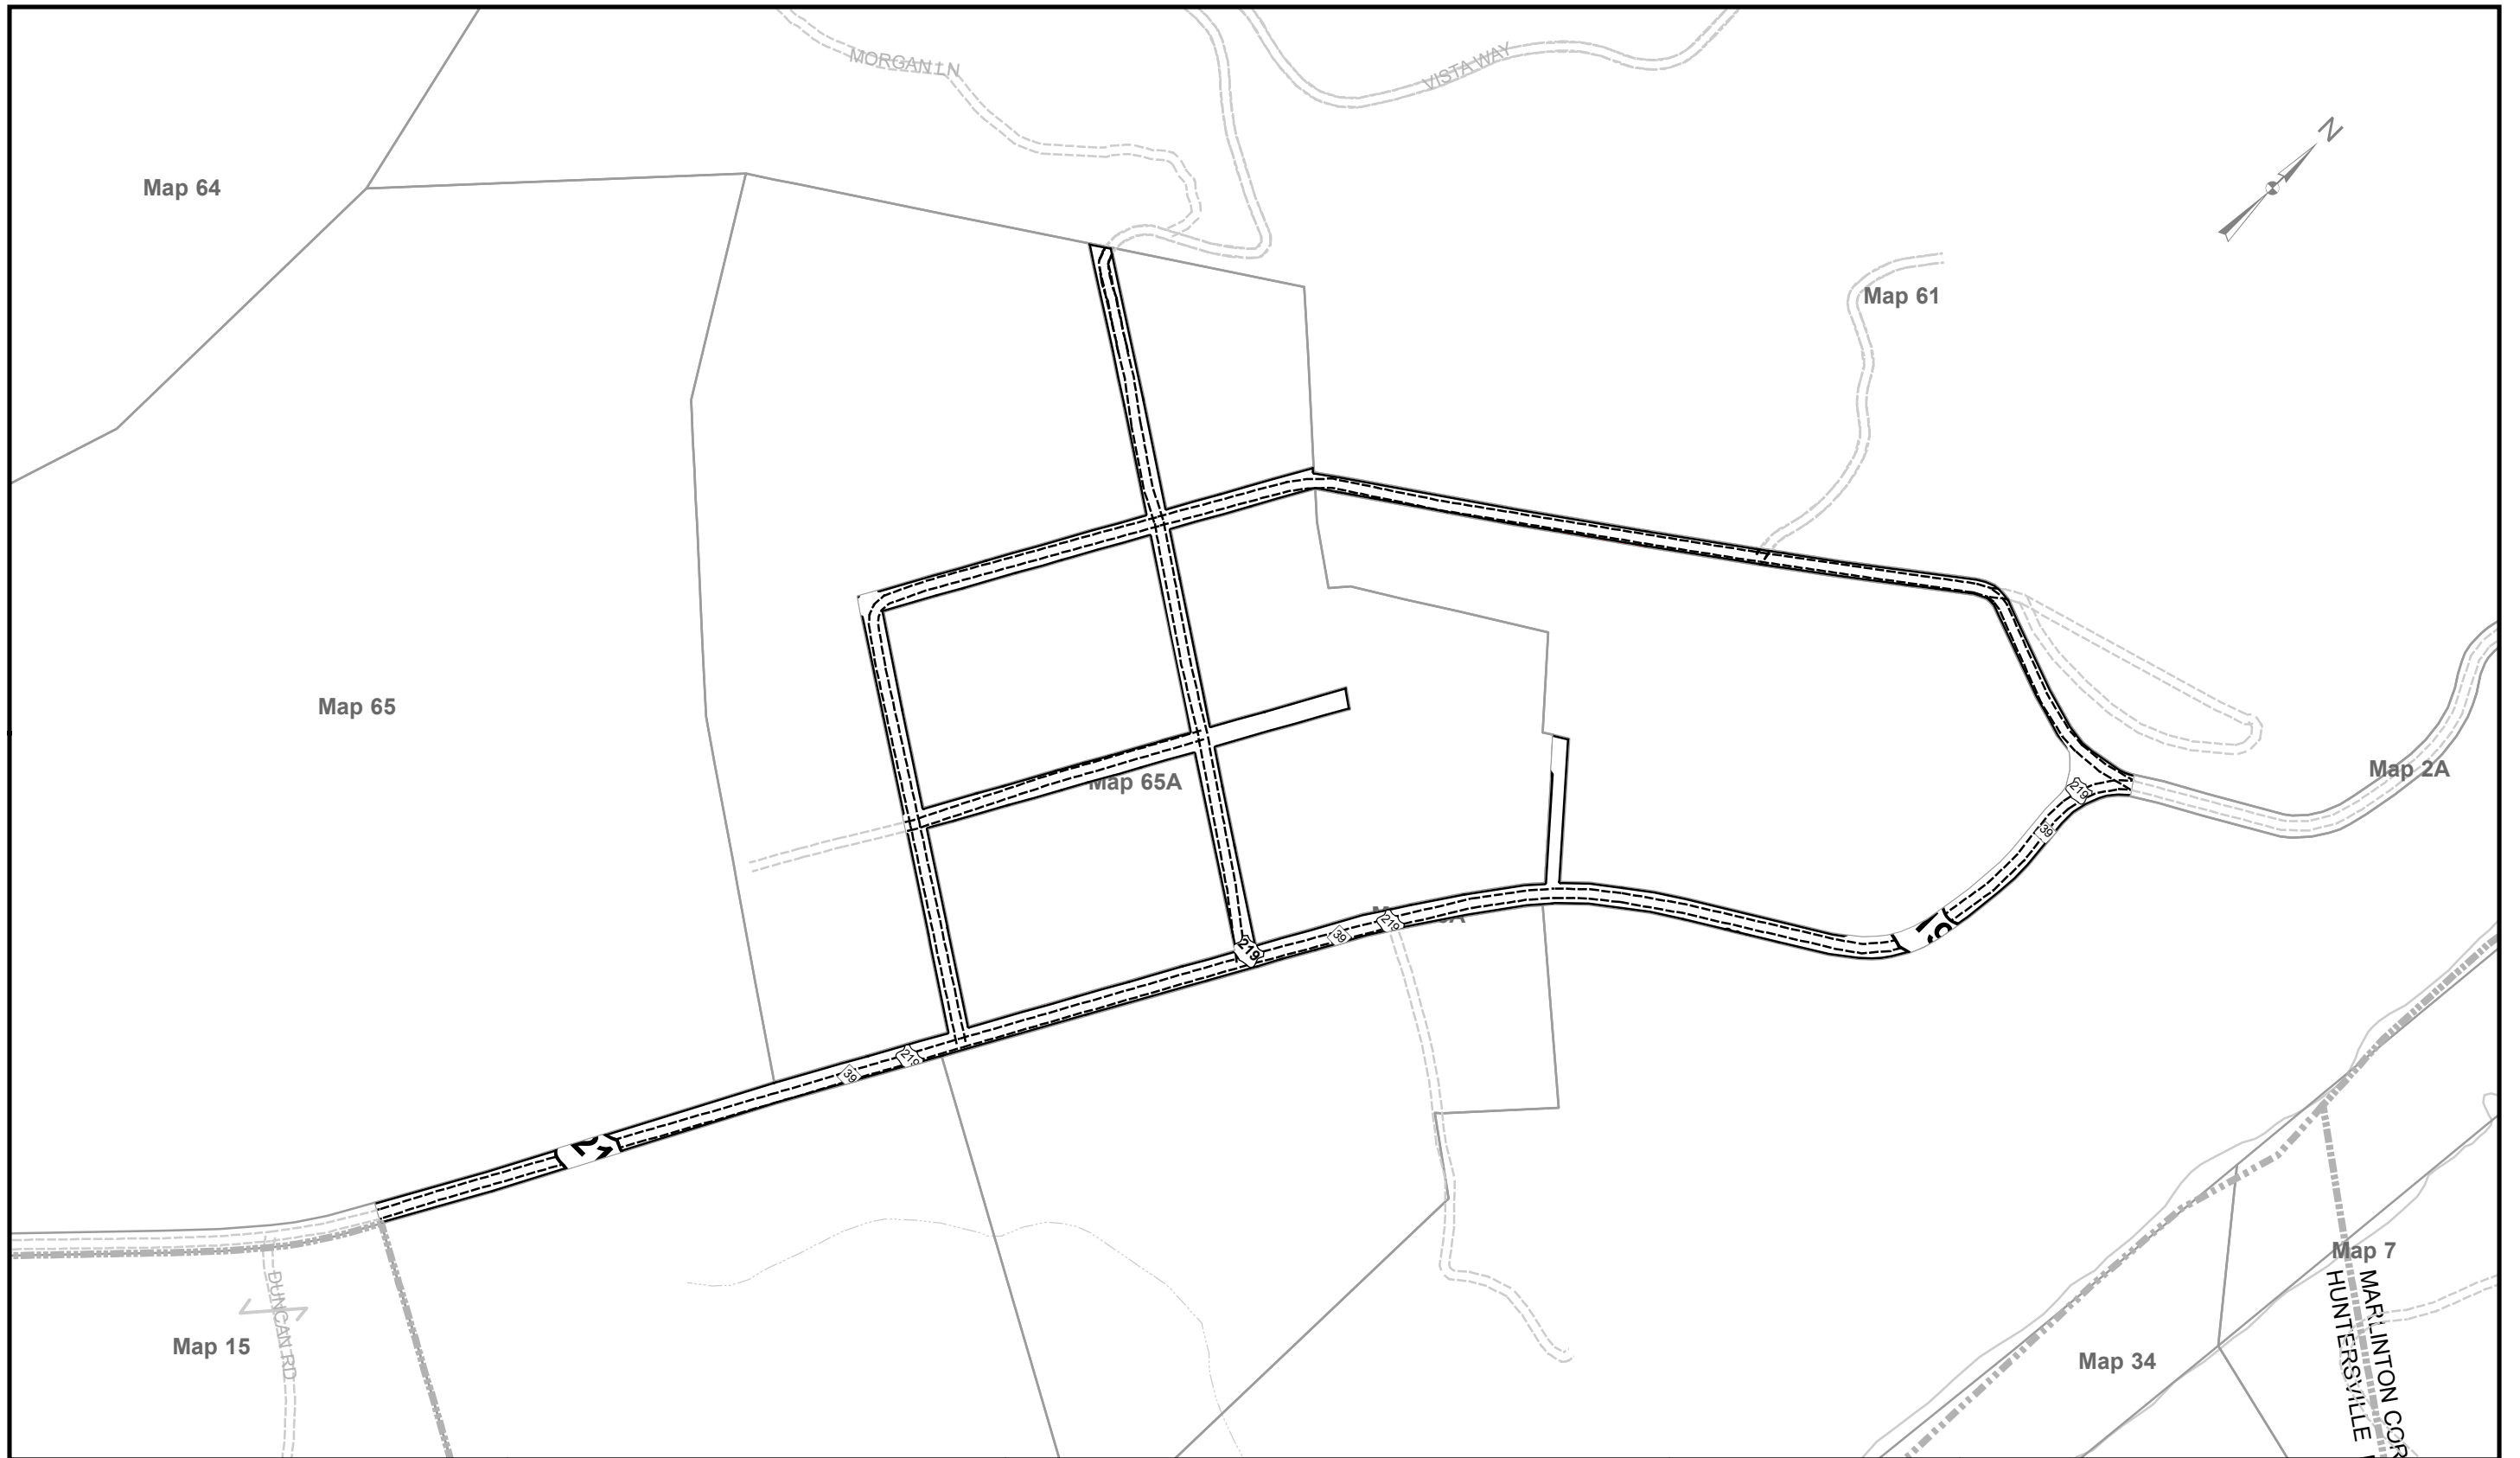 MORGAN LN
VISTA WAY
N
Map 64
Map 61
Map 65
Map 2A
Map 65A
219
39
219
39
219
219
39
Map 7
DUNCAN RD
Map 15
Map 34
MARLINTON COR
HUNTERSVILLE